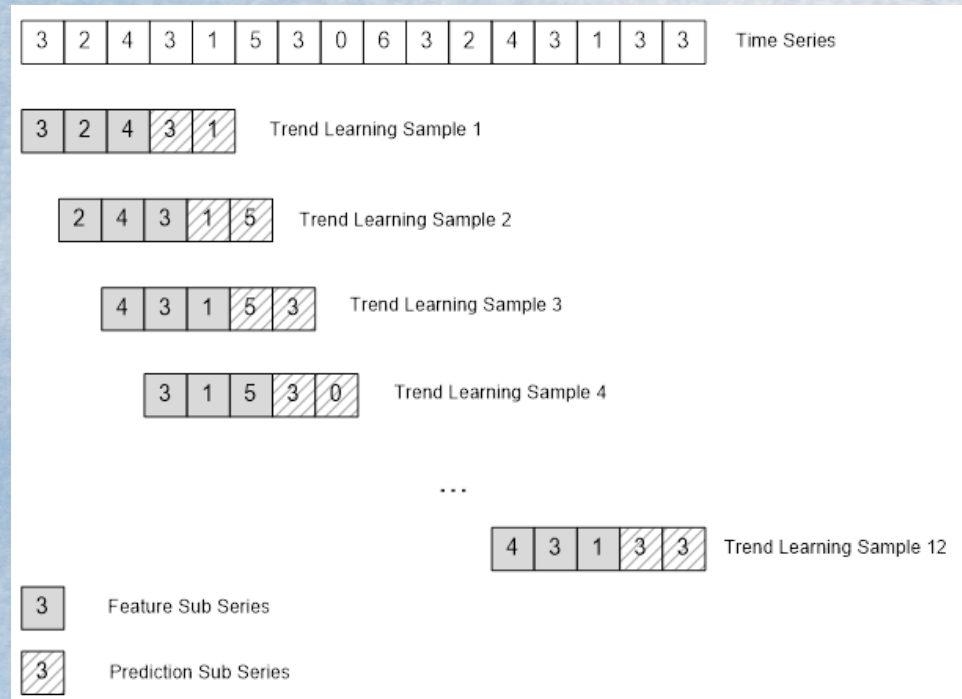 3 2 4 3 1 5 3 0 6 3 2 4 3 1 3 3 Time Series
3 2 4 3 1 Trend Learning Sample 1
2 4 3 1 5 Trend Learning Sample 2
4 3 1 5 3 Trend Learning Sample 3
3 1 5 3 0 Trend Learning Sample 4
...
4 3 1 3 3 Trend Learning Sample 12
3 Feature Sub Series
3 Prediction Sub Series